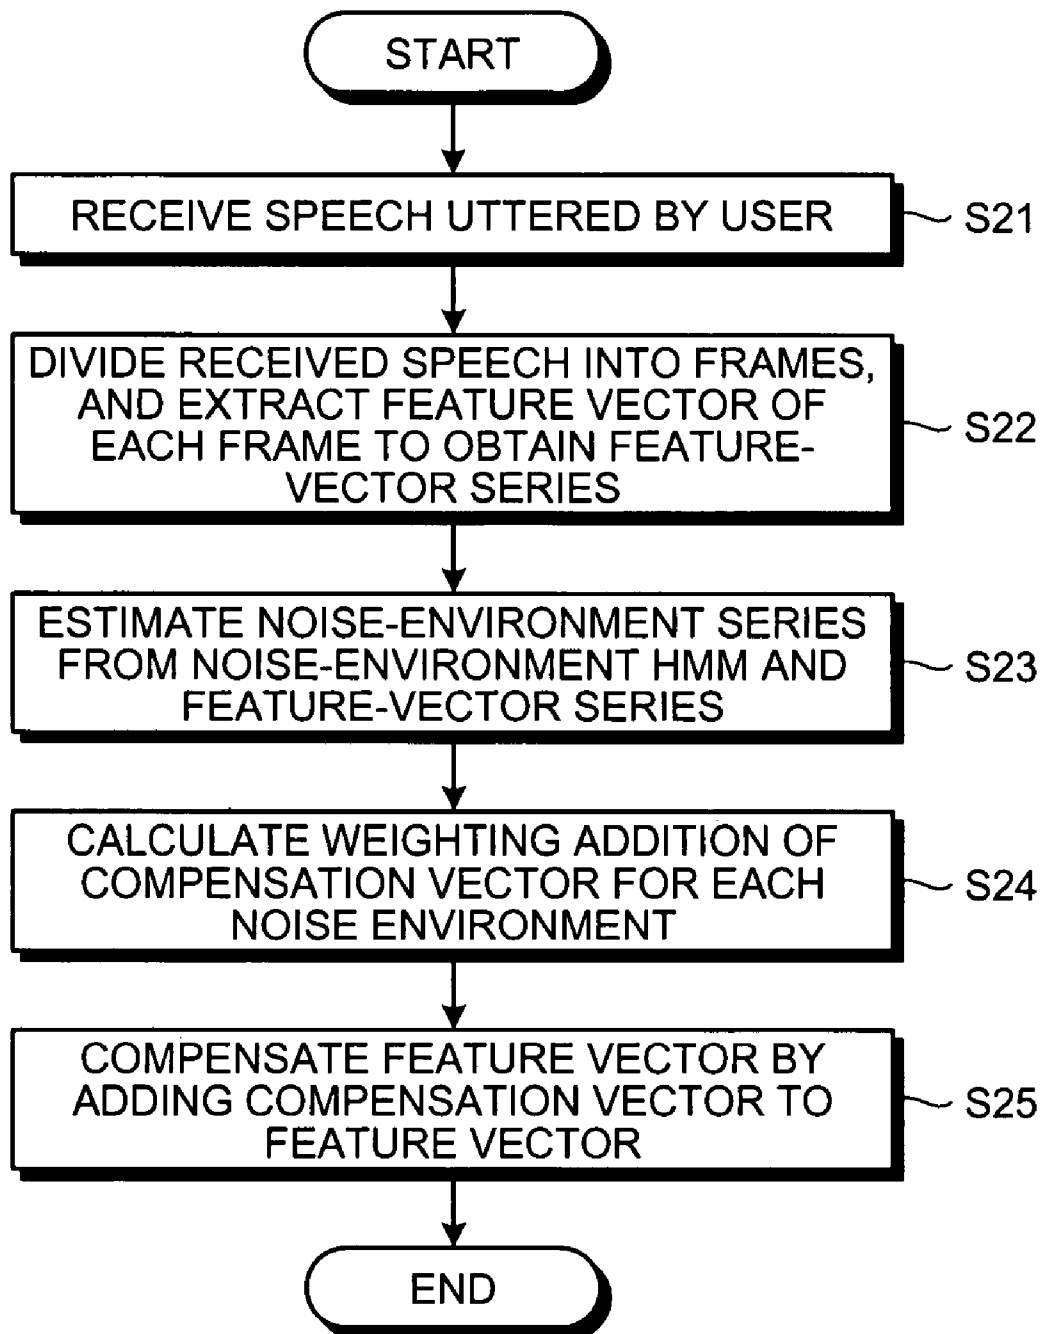 START
RECEIVE SPEECH UTTERED BY USER
S21
DIVIDE RECEIVED SPEECH INTO FRAMES,
AND EXTRACT FEATURE VECTOR OF
EACH FRAME TO OBTAIN FEATURE-
VECTOR SERIES
S22
ESTIMATE NOISE-ENVIRONMENT SERIES
FROM NOISE-ENVIRONMENT HMM AND
FEATURE-VECTOR SERIES
S23
CALCULATE WEIGHTING ADDITION OF
COMPENSATION VECTOR FOR EACH
NOISE ENVIRONMENT
S24
COMPENSATE FEATURE VECTOR BY
ADDING COMPENSATION VECTOR TO
FEATURE VECTOR
S25
END